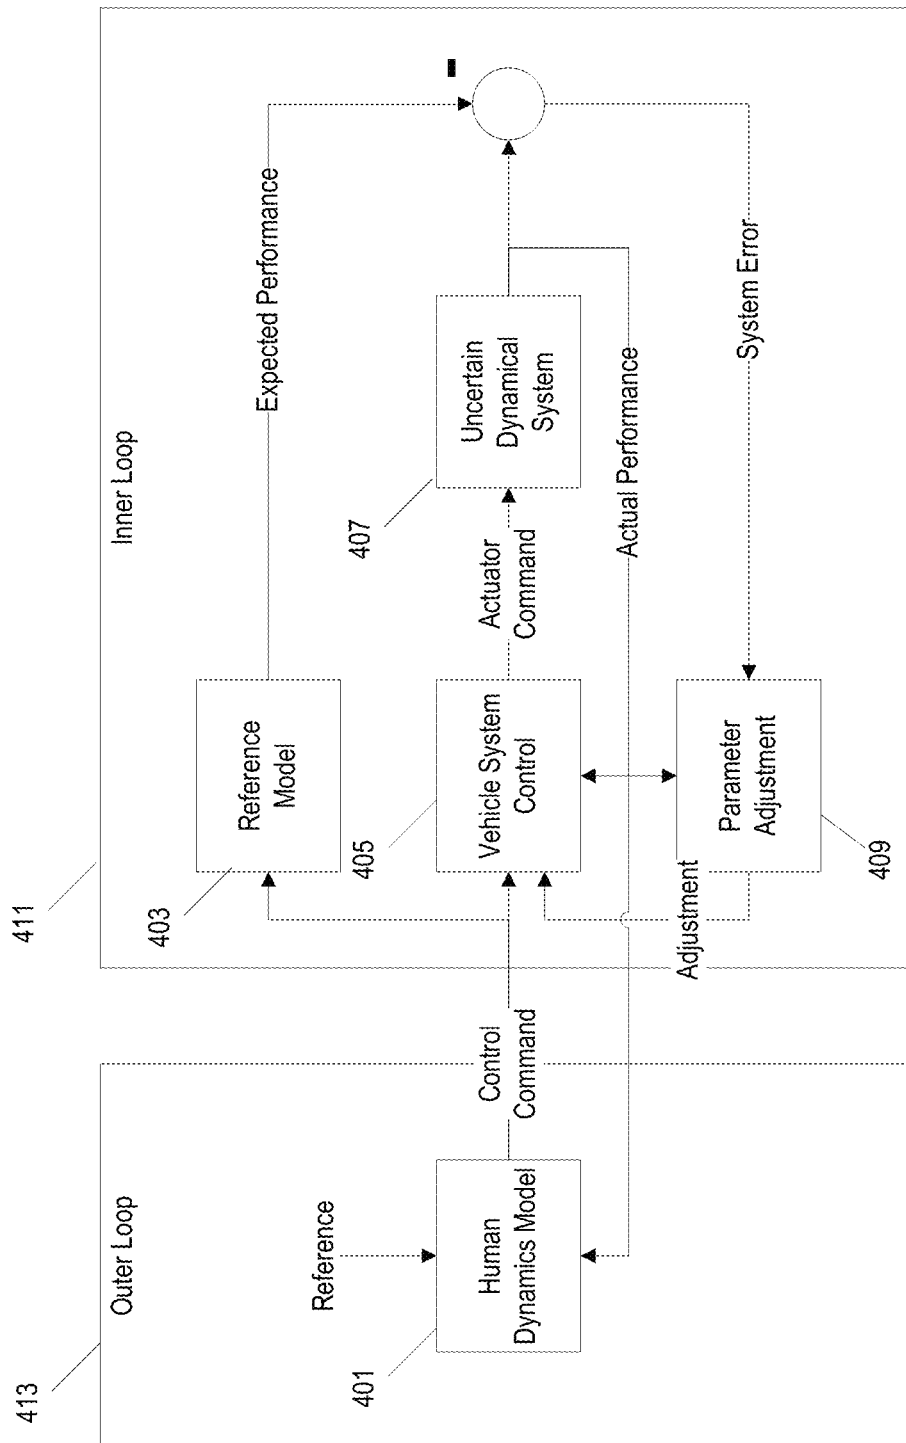 413
Outer Loop
Reference
401
Human
Dynamics Model
Control
Command
411
Inner Loop
403
Reference
Model
Expected Performance
-
405
Vehicle System
Control
Actuator
Command
407
Uncertain
Dynamical
System
Actual Performance
Adjustment
Parameter
Adjustment
409
System Error